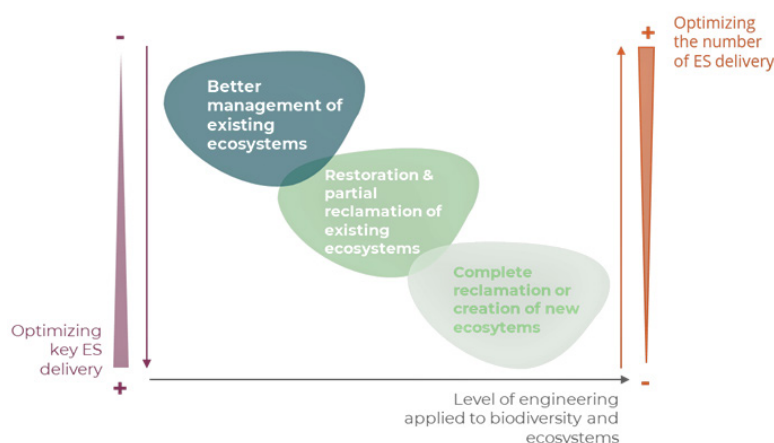 -
+
Optimizing
the number
of ES delivery
Better
management of
existing
ecosystems
Restoration &
partial
reclamation of
existing
ecosystems
Complete
reclamation or
creation of new
ecosytems
Optimizing
key ES
delivery
+
-
Level of engineering
applied to biodiversity and
ecosystems